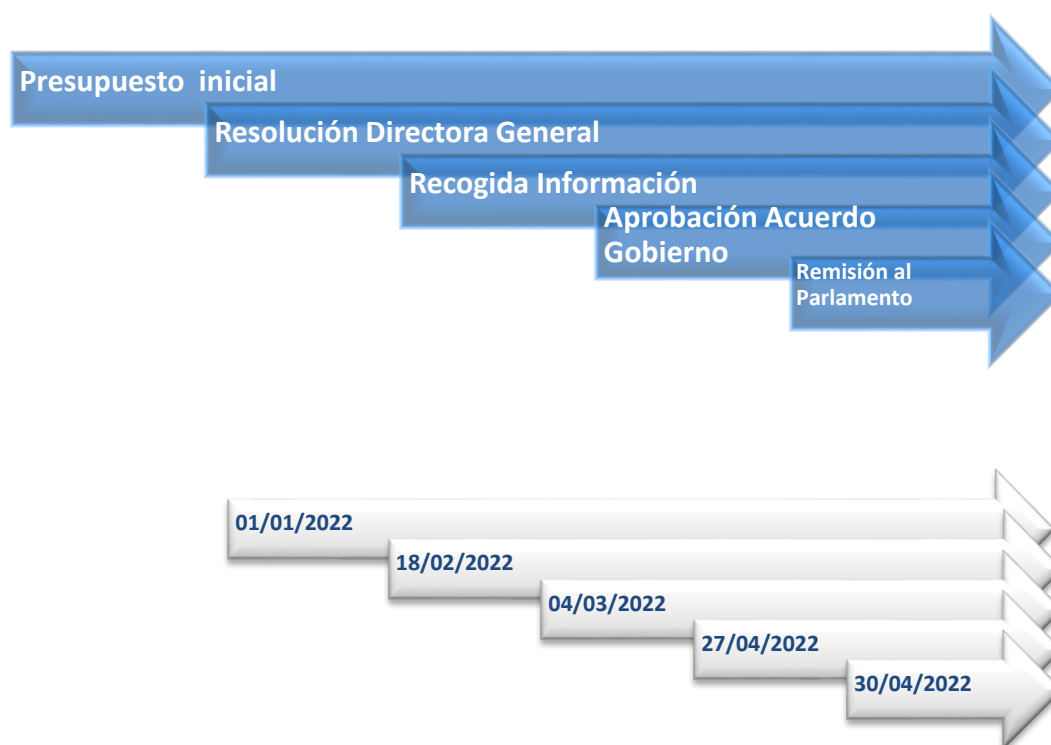 Presupuesto  inicial
Resolución Directora General
Recogida Información
Aprobación Acuerdo
Gobierno
Remisión al
Parlamento
01/01/2022
18/02/2022
04/03/2022
27/04/2022
30/04/2022